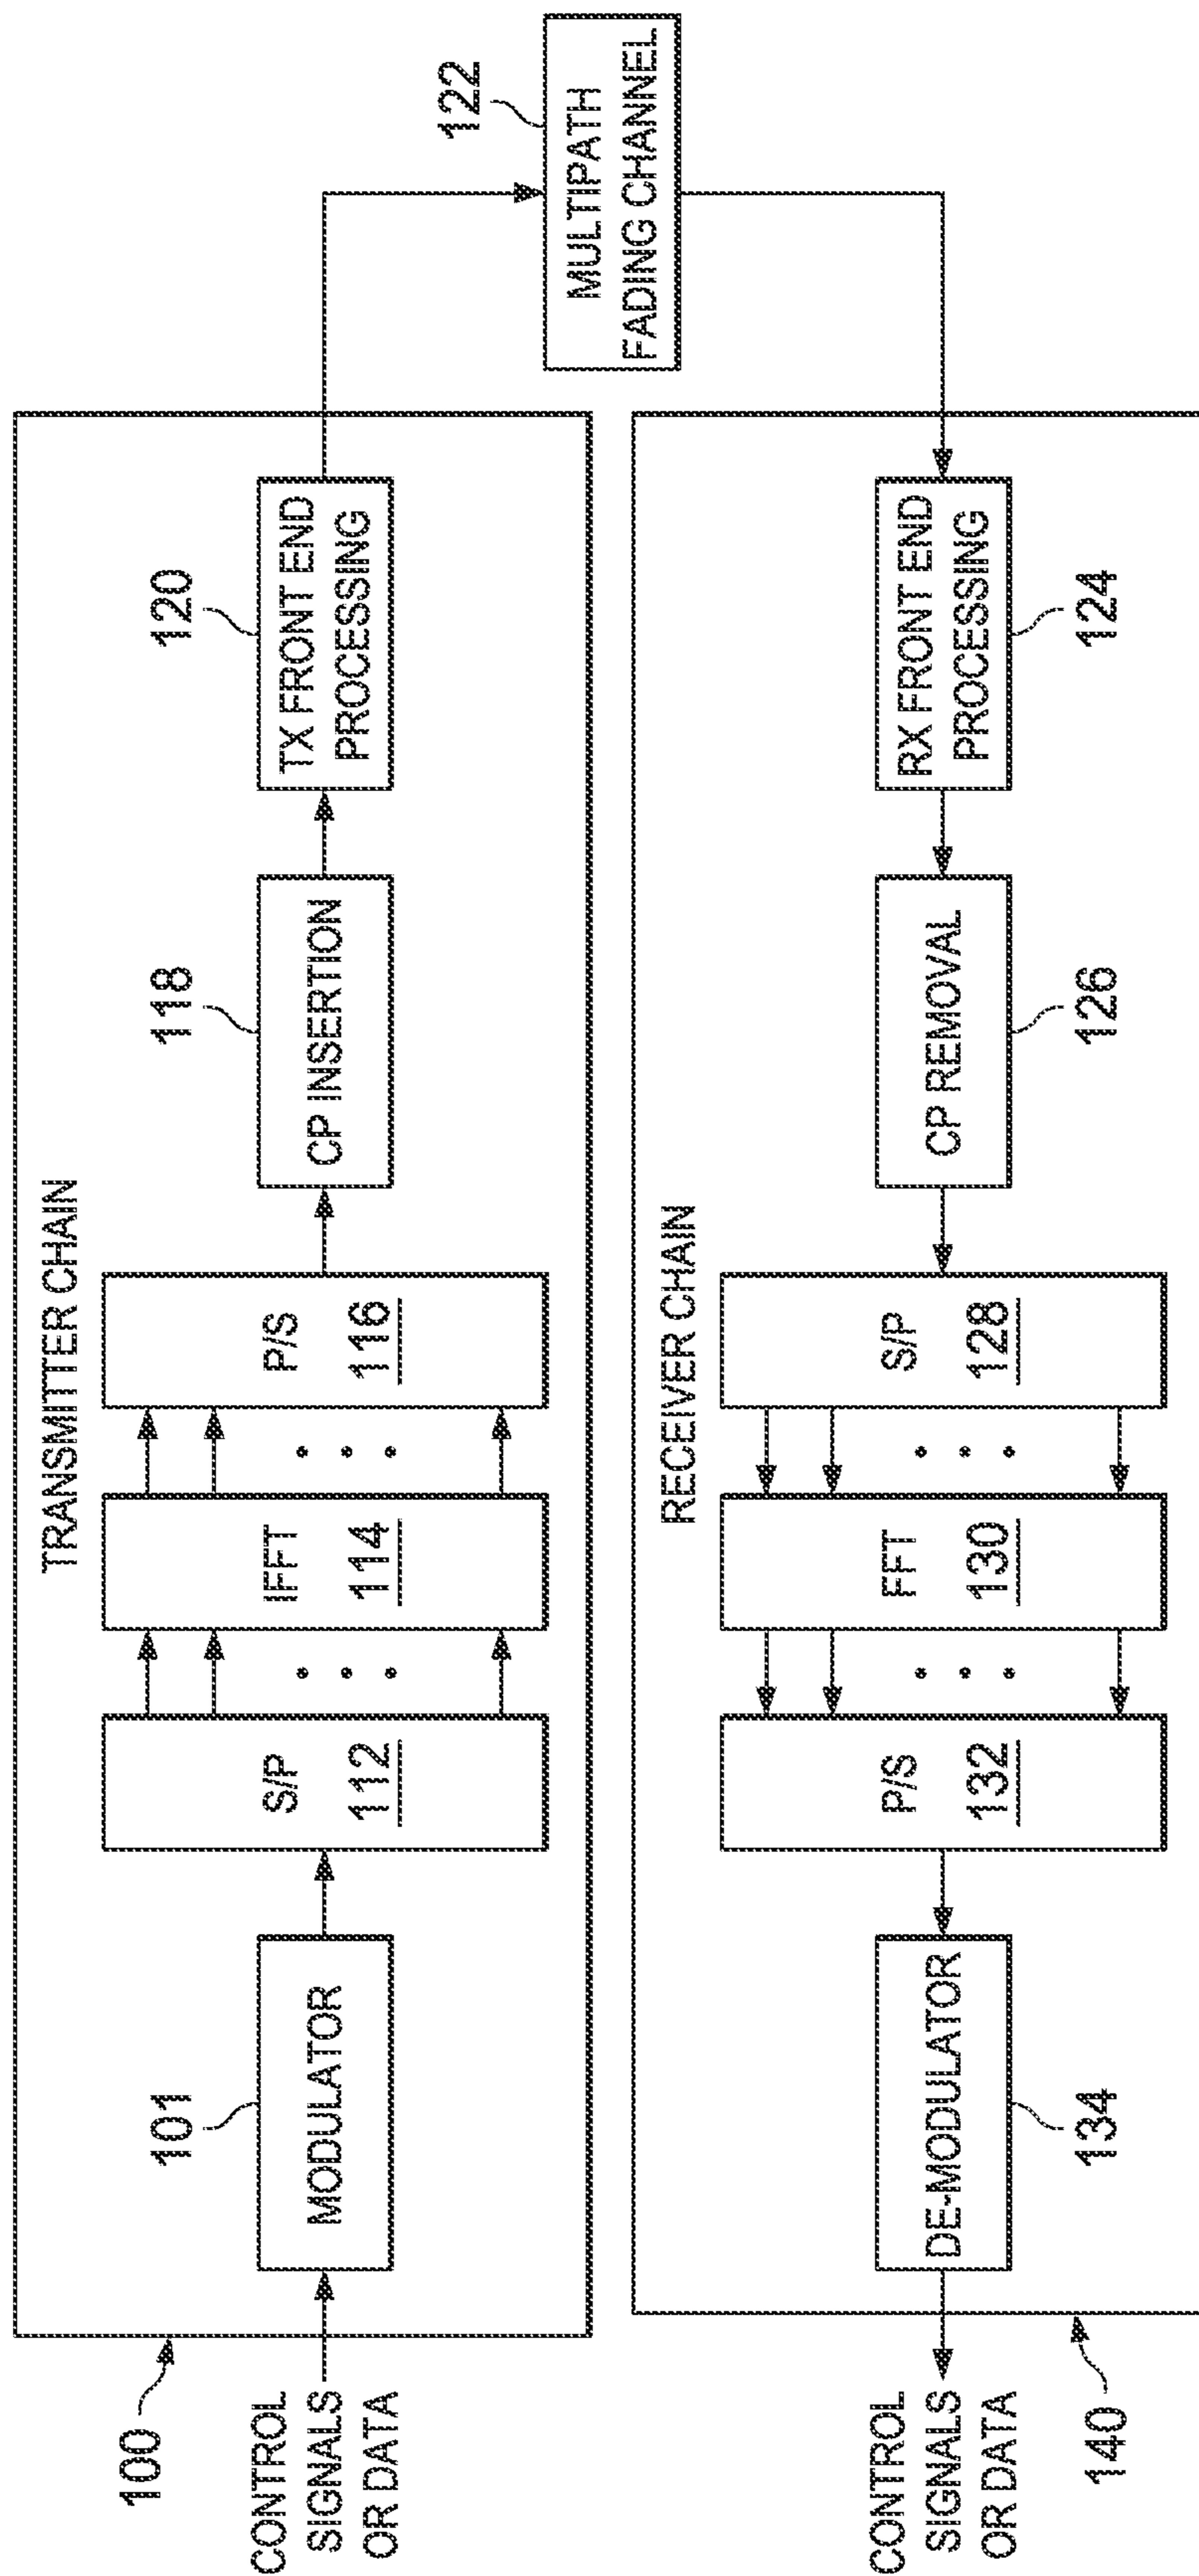 TRANSMITTER CHAIN
100
CONTROL
SIGNALS
OR DATA
101
MODULATOR
S/P
112
IFFT
114
P/S
116
118
CP INSERTION
120
TX FRONT END
PROCESSING
122
MULTIPATH
FADING CHANNEL
RECEIVER CHAIN
RX FRONT END
PROCESSING
124
CP REMOVAL
126
S/P
128
FFT
130
P/S
132
DE-MODULATOR
134
CONTROL
SIGNALS
OR DATA
140